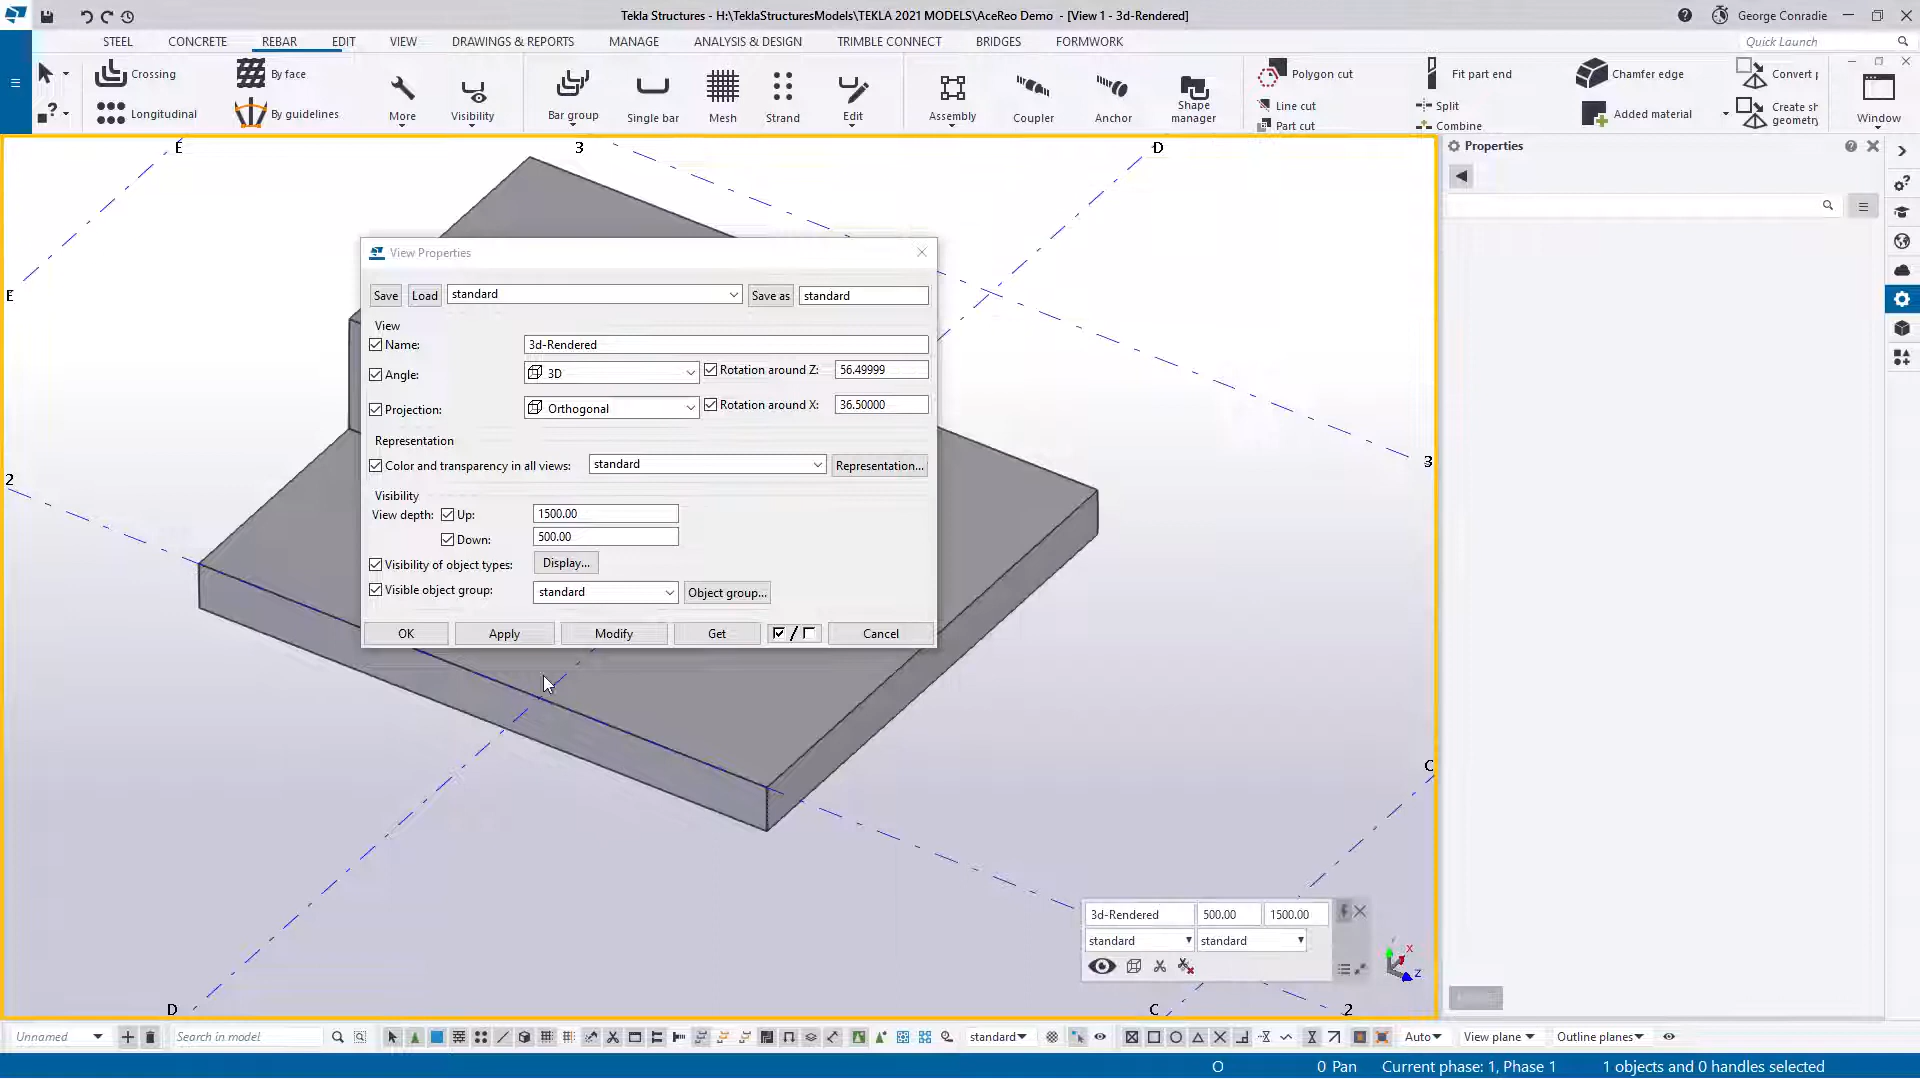 Tekla Structures - H:\TeklaStructuresModels\TEKLA 2021 MODELS\AceReo Demo - [View 1 - 3d-Rendered]
George Conradie
STEEL CONCRETE REBAR EDIT VIEW DRAWINGS & REPORTS MANAGE ANALYSIS & DESIGN TRIMBLE CONNECT BRIDGES FORMWORK
Quick Launch
Crossing
Longitudinal
By face
By guidelines
More
Visibility
Bar group
Single bar
Mesh
Strand
Edit
Assembly
Coupler
Anchor
Shape
manager
Polygon cut
Line cut
Part cut
Fit part end
Split
Combine
Chamfer edge
Added material
Convert
Create sh
geometry
Window
E 3 D
E
2
3
C
D
C
2
View Properties
Save Load standard Save as standard
View
Name: 3d-Rendered
Angle: 3D Rotation around Z: 56.49999
Projection: Orthogonal Rotation around X: 36.50000
Representation
Color and transparency in all views: standard Representation...
Visibility
View depth: Up: 1500.00
Down: 500.00
Visibility of object types: Display...
Visible object group: standard Object group...
OK Apply Modify Get / Cancel
Properties
3d-Rendered 500.00 1500.00
standard standard
X
Z
Unnamed Search in model standard Auto View plane Outline planes
O 0 Pan Current phase: 1, Phase 1 1 objects and 0 handles selected